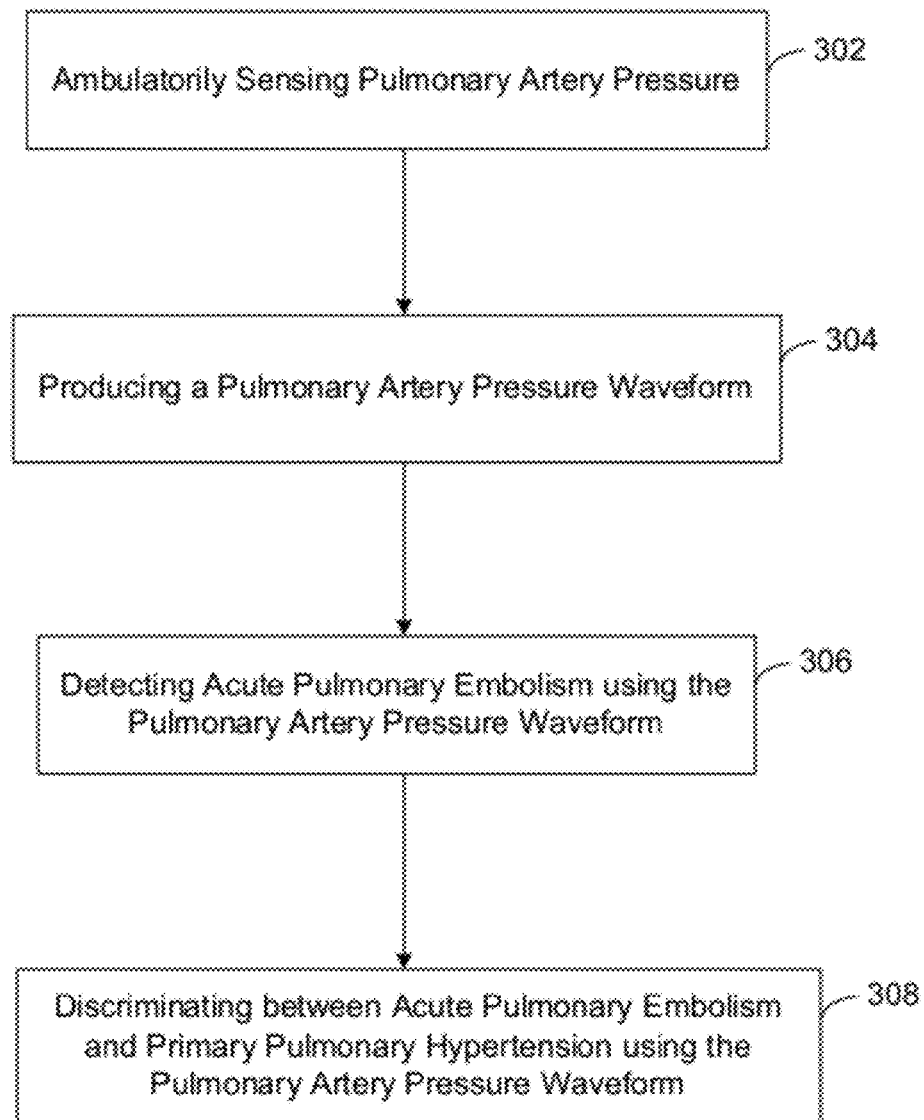 Ambulatorily Sensing Pulmonary Artery Pressure
302
Producing a Pulmonary Artery Pressure Waveform
304
Detecting Acute Pulmonary Embolism using the
Pulmonary Artery Pressure Waveform
306
Discriminating between Acute Pulmonary Embolism
and Primary Pulmonary Hypertension using the
Pulmonary Artery Pressure Waveform
308